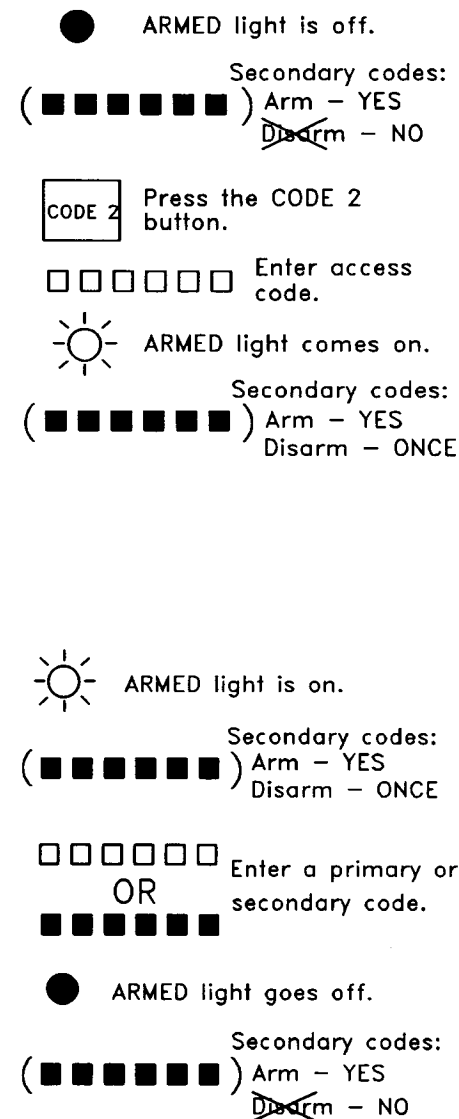 ARMED light is off.
Secondary codes:
Arm – YES
Disarm – NO
CODE 2
Press the CODE 2
button.
Enter access
code.
ARMED light comes on.
Secondary codes:
Arm – YES
Disarm – ONCE
ARMED light is on.
Secondary codes:
Arm – YES
Disarm – ONCE
OR
Enter a primary or
secondary code.
ARMED light goes off.
Secondary codes:
Arm – YES
Disarm – NO